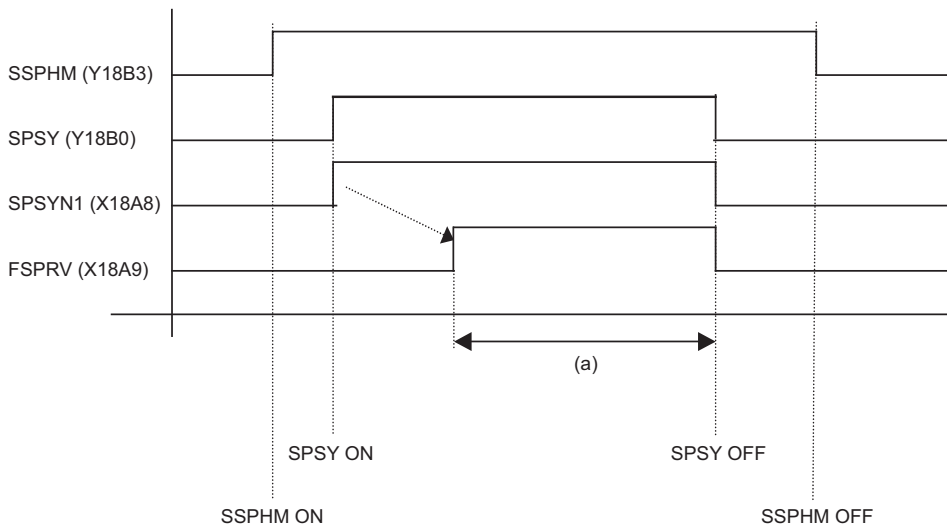 SSPHM (Y18B3)
SPSY (Y18B0)
SPSYN1 (X18A8)
FSPRV (X18A9)
(a)
SPSY ON
SPSY OFF
SSPHM ON
SSPHM OFF